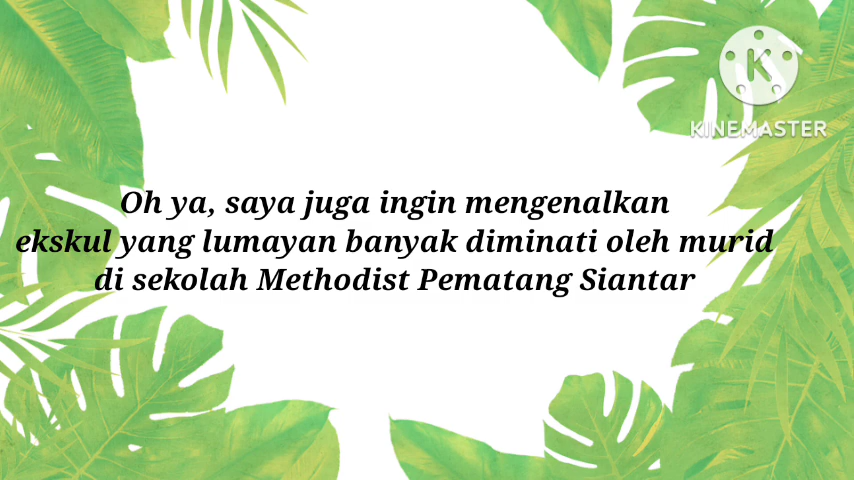 KINEMASTER
Oh ya, saya juga ingin mengenalkan
ekskul yang lumayan banyak diminati oleh murid
di sekolah Methodist Pematang Siantar